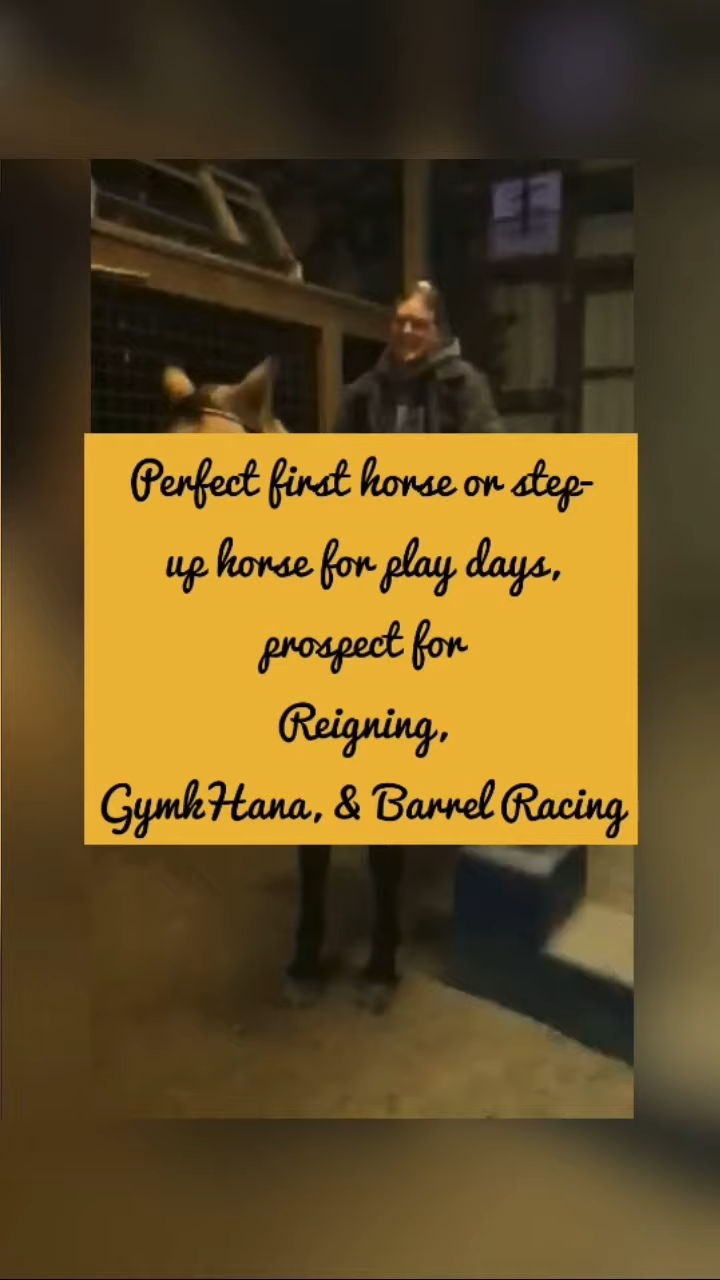 Perfect first horse or step-
up horse for play days,
prospect for
Reigning,
GymkHana, & Barrel Racing